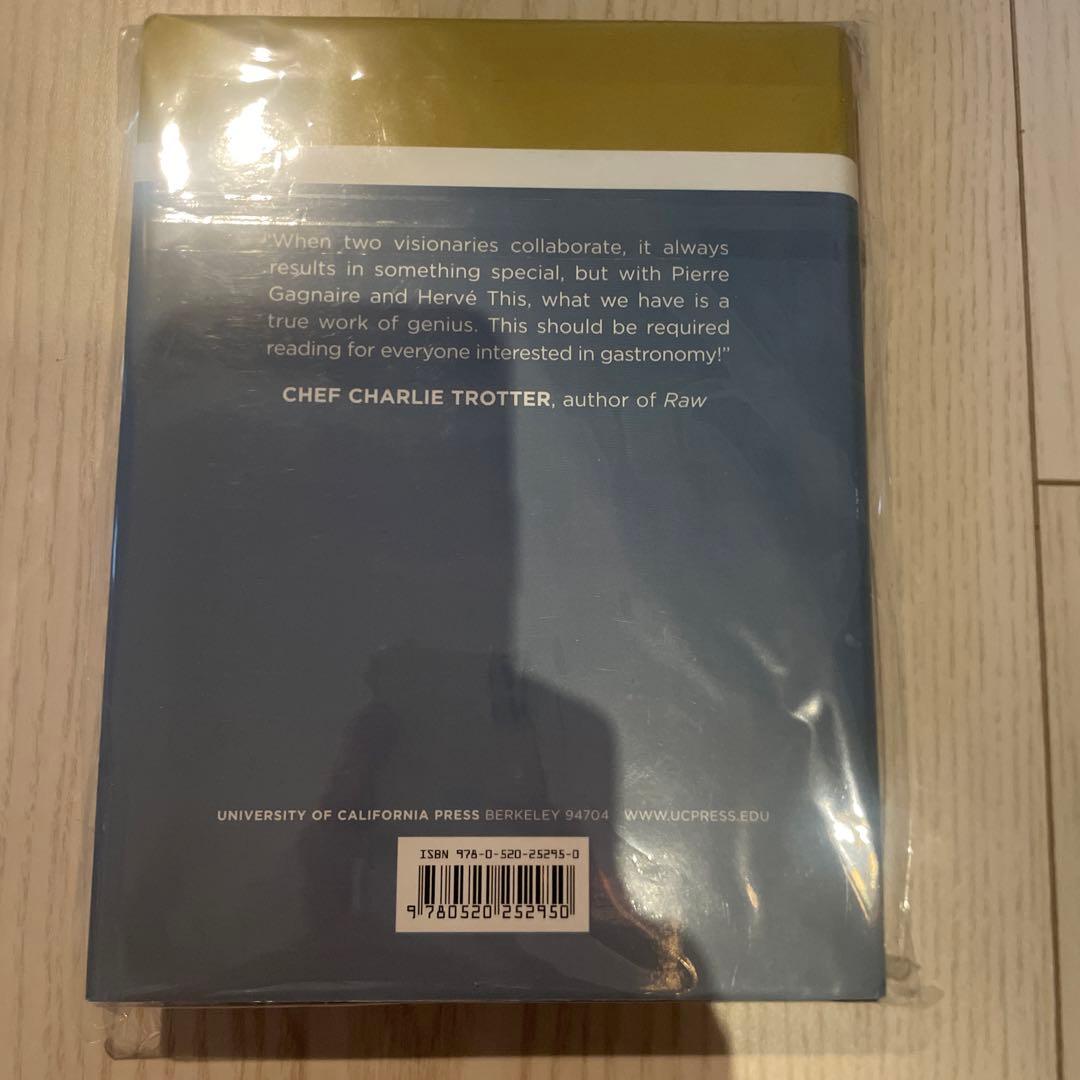 "When two visionaries collaborate, it always
results in something special, but with Pierre
Gagnaire and Hervé This, what we have is a
true work of genius. This should be required
reading for everyone interested in gastronomy!”
CHEF CHARLIE TROTTER, author of Raw
UNIVERSITY OF CALIFORNIA PRESS BERKELEY 94704 WWW.UCPRESS.EDU
ISBN 978-0-520-25295-0
9 780520 252950